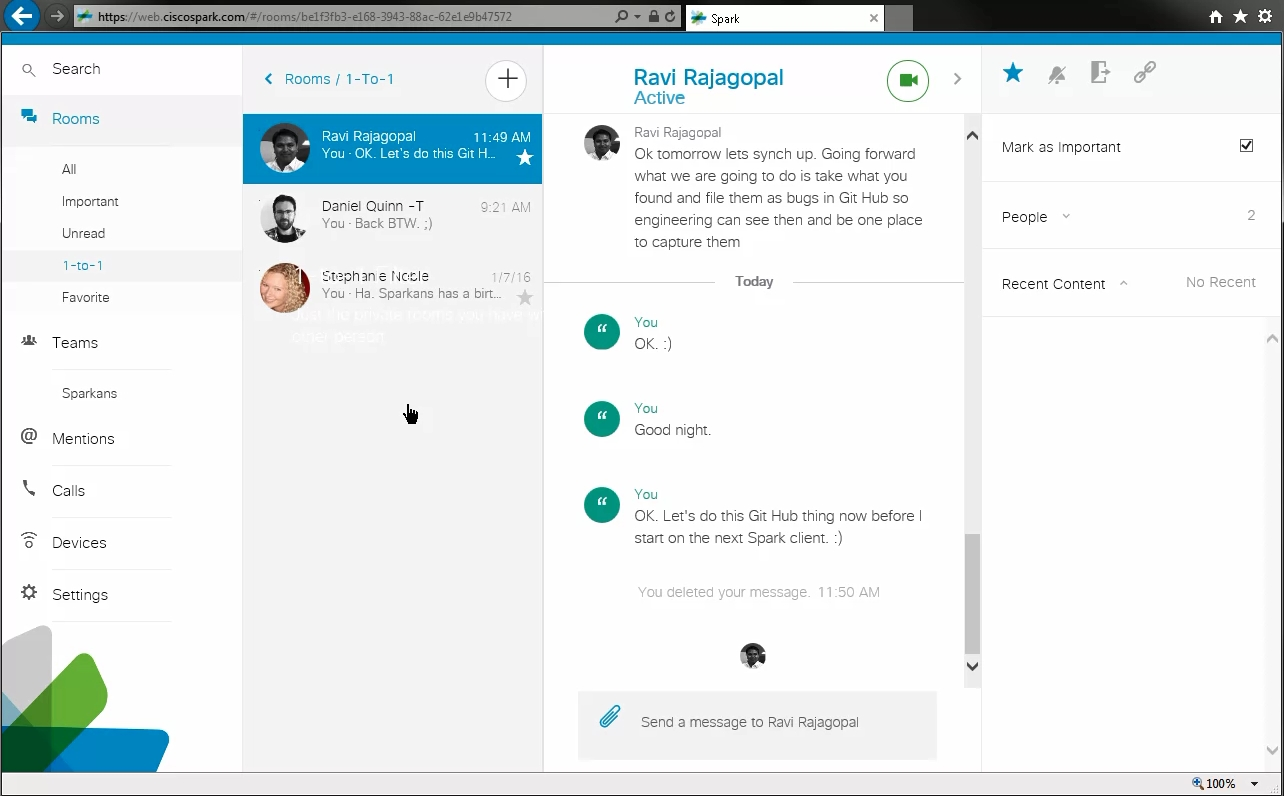 https://web.ciscospark.com/#/rooms/be1f3fb3-e168-3943-88ac-62e1e9b47572
Spark
Search
Rooms
All
Important
Unread
1-to-1
Favorite
Teams
Sparkans
@ Mentions
Calls
Devices
Settings
Rooms / 1-To-1
Ravi Rajagopal 11:49 AM
You · OK. Let's do this Git H...
Daniel Quinn -T 9:21 AM
You · Back BTW. ;)
Stephanie Noble 1/7/16
You · Ha. Sparkans has a birt...
private rooms you have
other person
Ravi Rajagopal
Active
Ravi Rajagopal
Ok tomorrow lets synch up. Going forward
what we are going to do is take what you
found and file them as bugs in Git Hub so
engineering can see then and be one place
to capture them
Today
You
OK. :)
You
Good night.
You
OK. Let's do this Git Hub thing now before I
start on the next Spark client. :)
You deleted your message. 11:50 AM
Send a message to Ravi Rajagopal
Mark as Important
People 2
Recent Content No Recent
100%